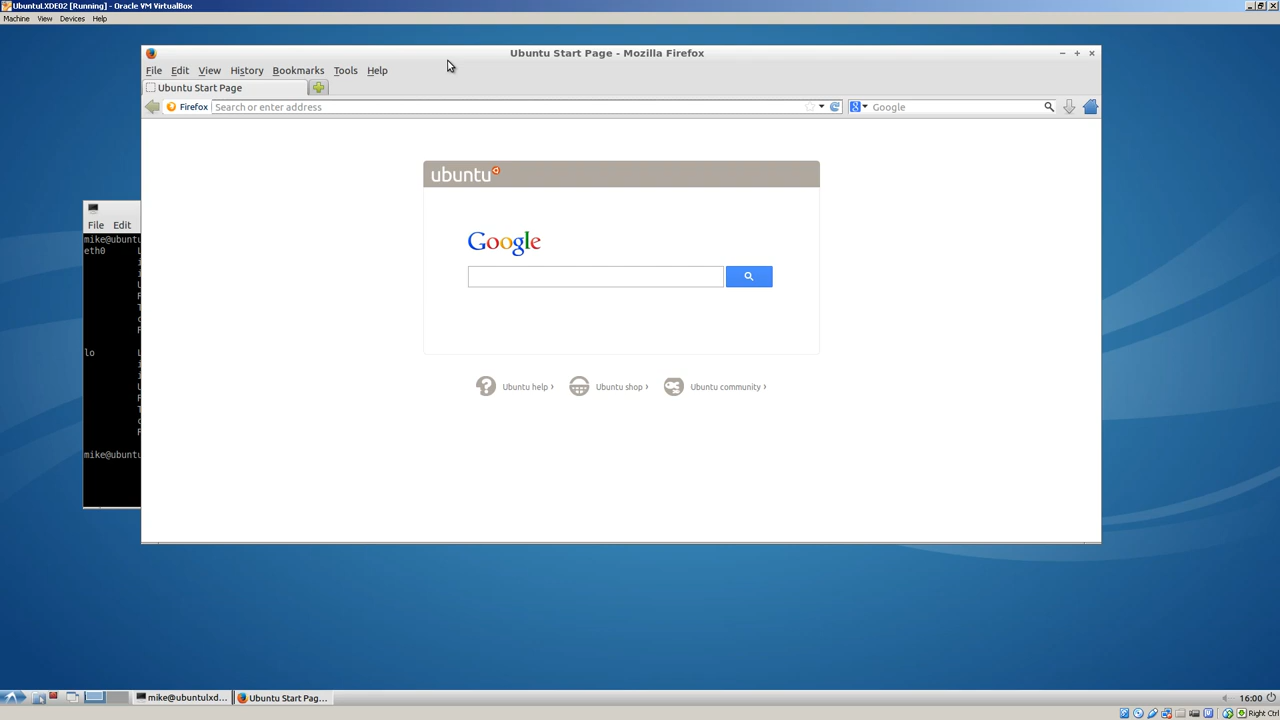 UbuntuLXDE02 [Running] - Oracle VM VirtualBox
Machine View Devices Help
Ubuntu Start Page - Mozilla Firefox
File Edit View History Bookmarks Tools Help
Ubuntu Start Page
Firefox Search or enter address Google
ubuntu
Google
Ubuntu help ›
Ubuntu shop ›
Ubuntu community ›
File Edit
mike@ubuntu
eth0
lo
mike@ubuntu
mike@ubuntulxd...
Ubuntu Start Pag...
16:00
Right Ctrl